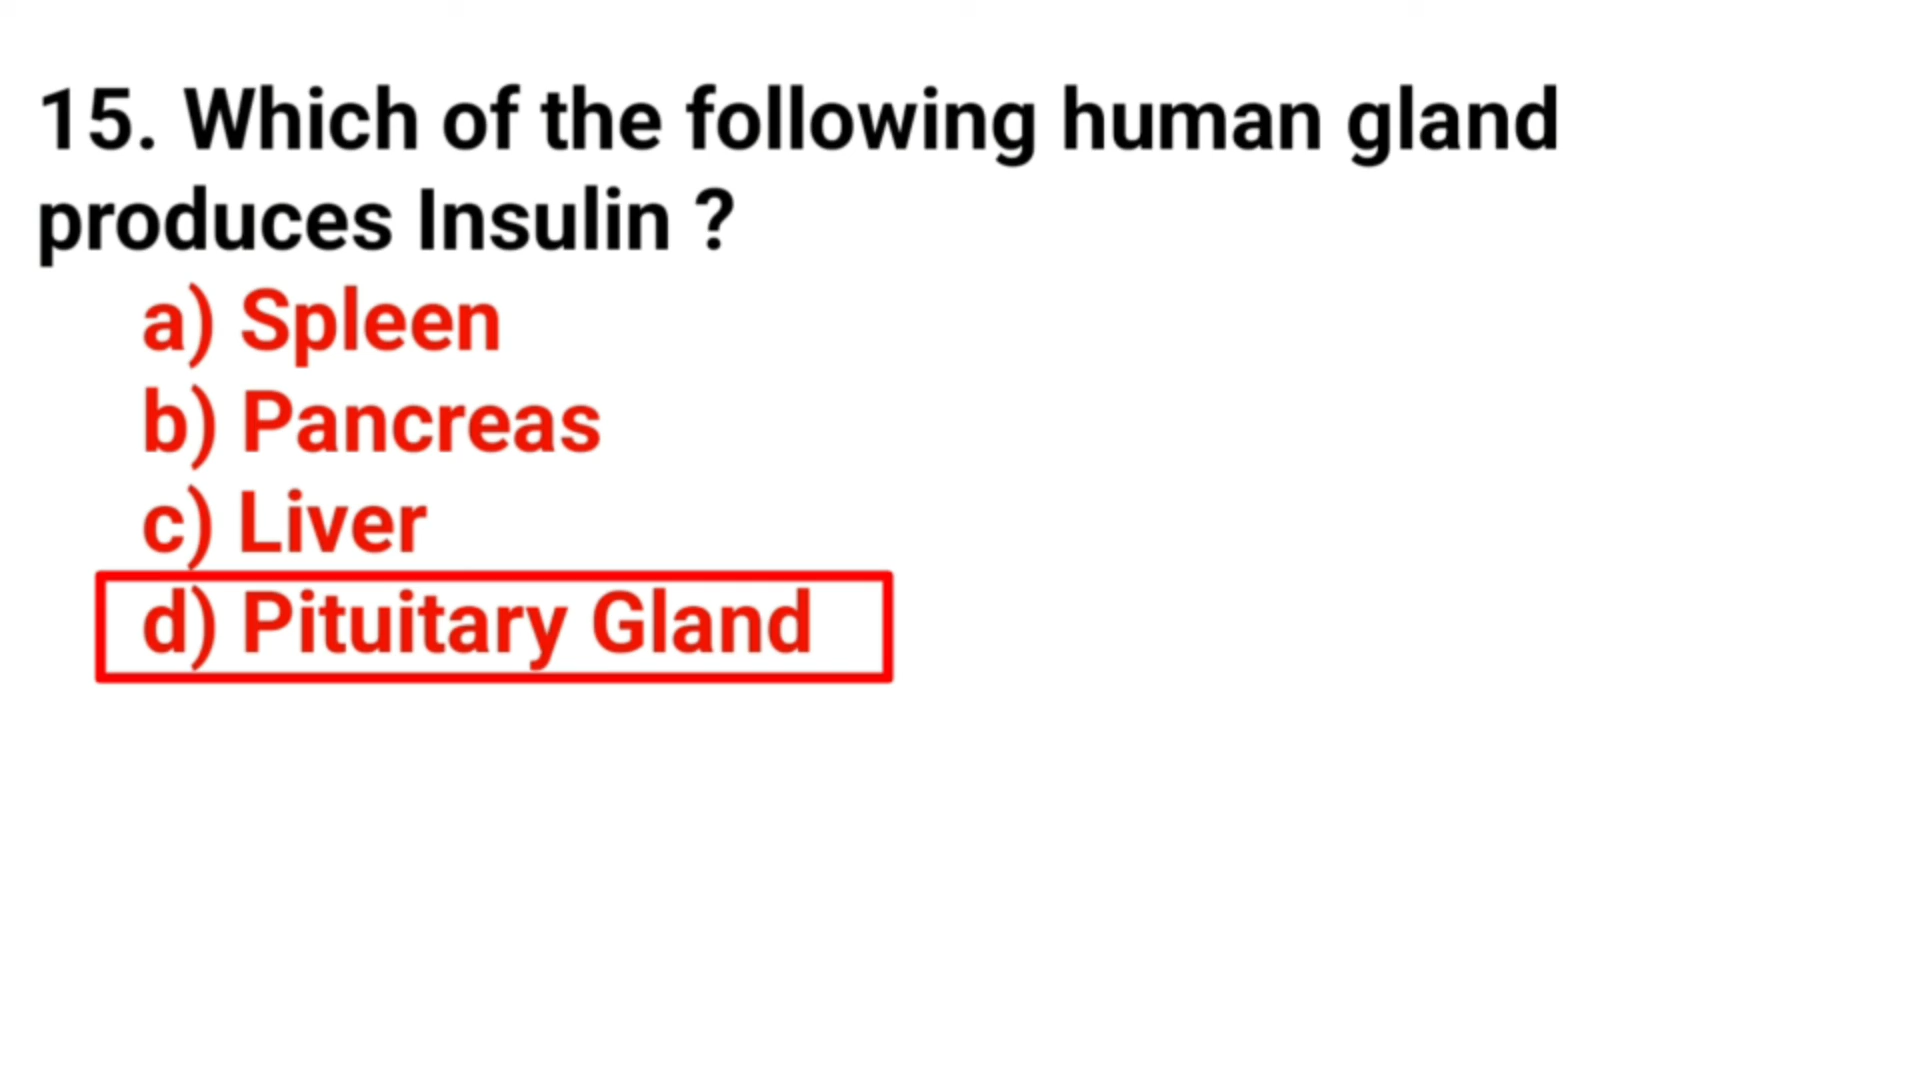 15. Which of the following human gland
produces Insulin ?
a) Spleen
b) Pancreas
c) Liver
d) Pituitary Gland